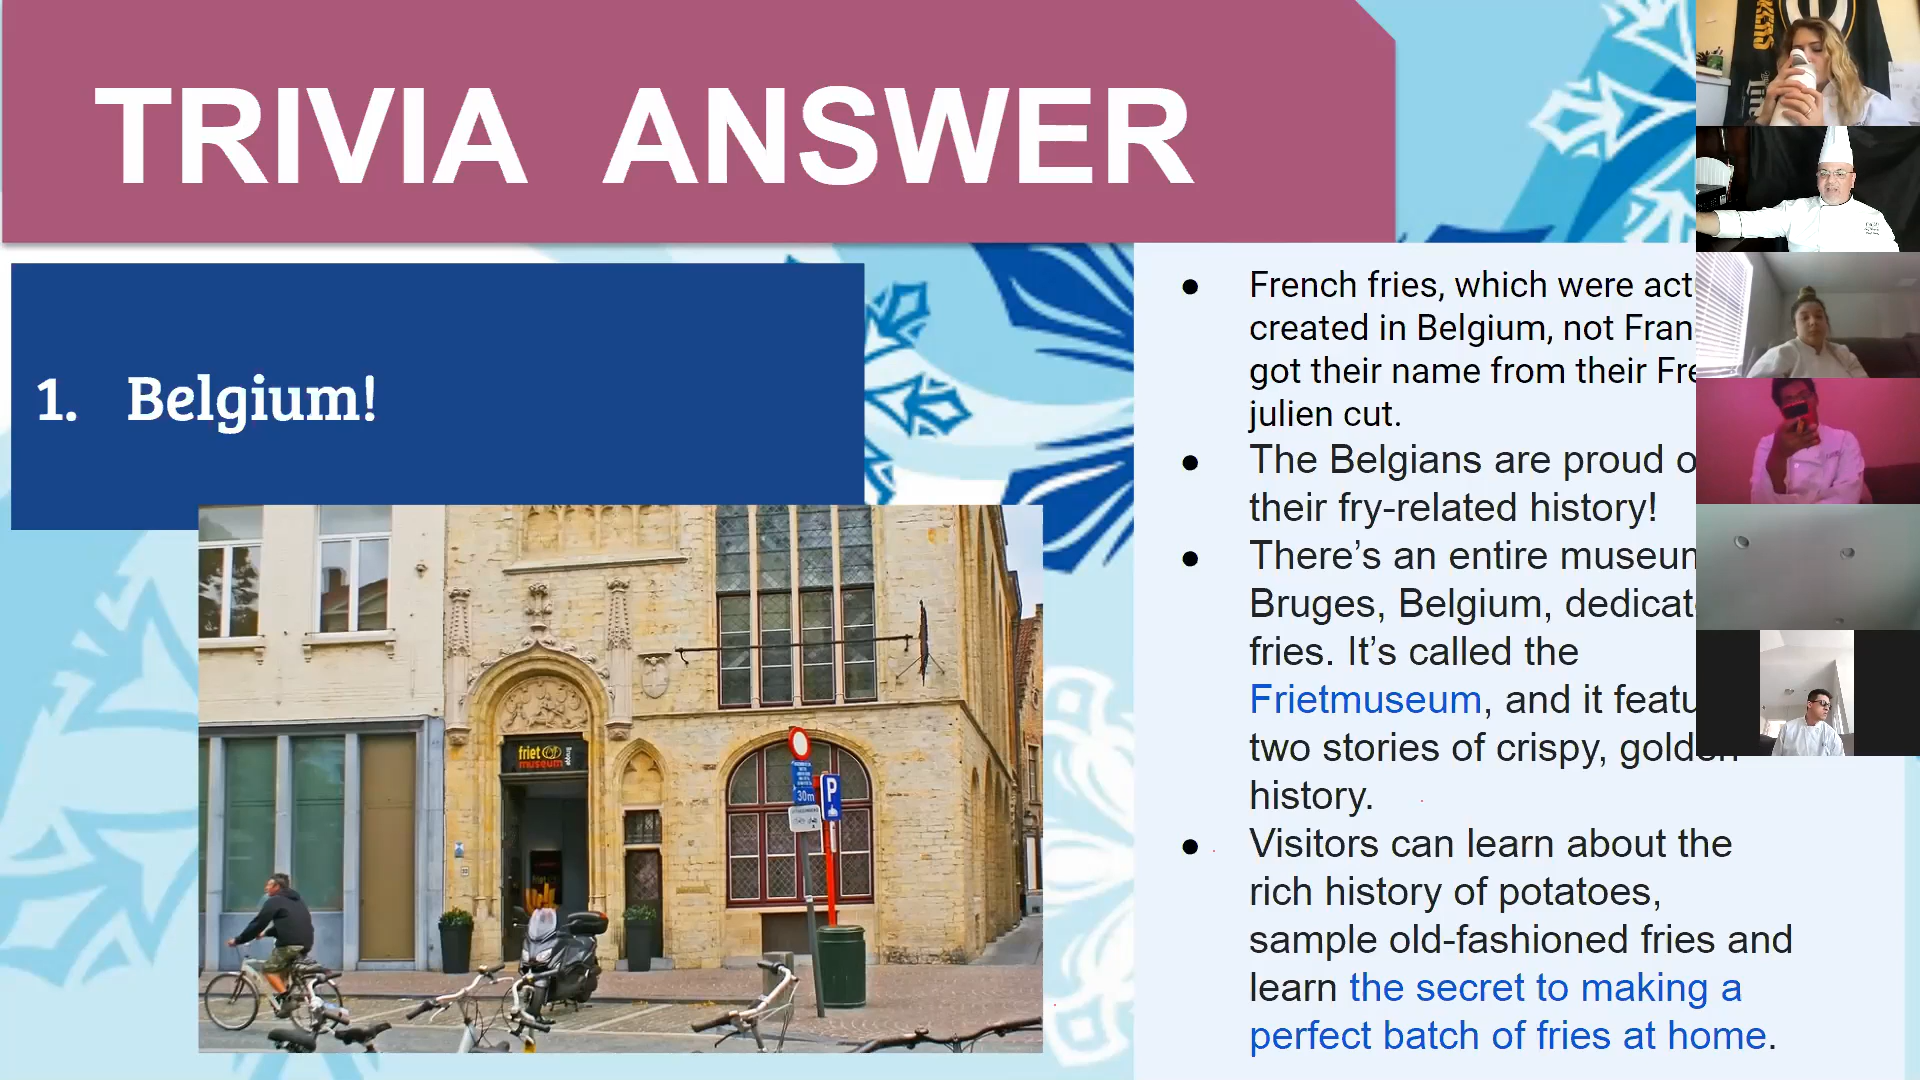 TRIVIA ANSWER
1. Belgium!
● French fries, which were act
created in Belgium, not Fran
got their name from their Fre
julien cut.
● The Belgians are proud o
their fry-related history!
● There’s an entire museum
Bruges, Belgium, dedicat
fries. It’s called the
Frietmuseum, and it featu
two stories of crispy, golden
history.
● Visitors can learn about the
rich history of potatoes,
sample old-fashioned fries and
learn the secret to making a
perfect batch of fries at home.
friet
museum
Brugge
30m
P